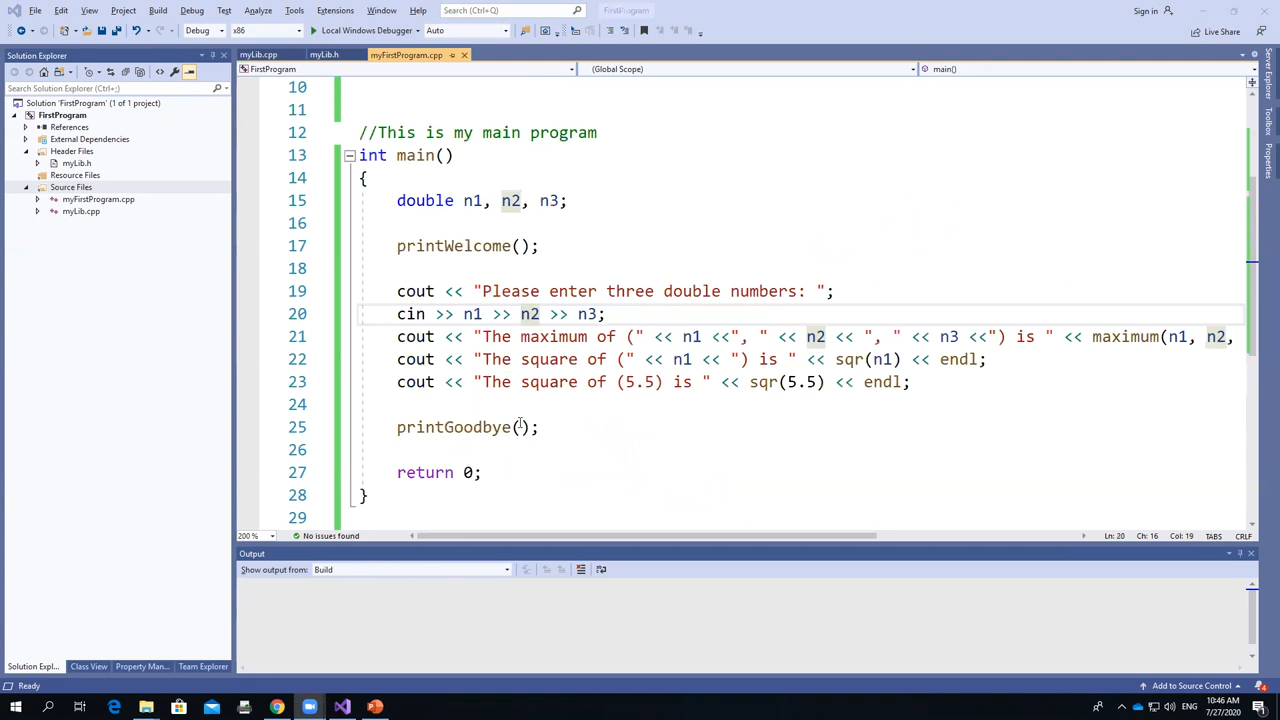 File Edit View Project Build Debug Test Analyze Tools Extensions Window Help Search (Ctrl+;) FirstProgram Sign in
Debug x86 Local Windows Debugger Auto Live Share
Solution Explorer
Search Solution Explorer (Ctrl+;)
Solution 'FirstProgram' (1 of 1 project)
FirstProgram
References
External Dependencies
Header Files
myLib.h
Resource Files
Source Files
myFirstProgram.cpp
myLib.cpp
Solution Expl... Class View Property Man... Team Explorer
myLib.cpp myLib.h myFirstProgram.cpp
FirstProgram (Global Scope) main()
10
11
12 //This is my main program
13 int main()
14 {
15 double n1, n2, n3;
16
17 printWelcome();
18
19 cout << "Please enter three double numbers: ";
20 cin >> n1 >> n2 >> n3;
21 cout << "The maximum of (" << n1 <<", " << n2 << ", " << n3 <<") is " << maximum(n1, n2,
22 cout << "The square of (" << n1 << ") is " << sqr(n1) << endl;
23 cout << "The square of (5.5) is " << sqr(5.5) << endl;
24
25 printGoodbye();
26
27 return 0;
28 }
29
200 % No issues found Ln: 20 Ch: 16 Col: 19 TABS CRLF
Output
Show output from: Build
Server Explorer
Toolbox
Properties
Ready Add to Source Control 4
10:46 AM
7/27/2020